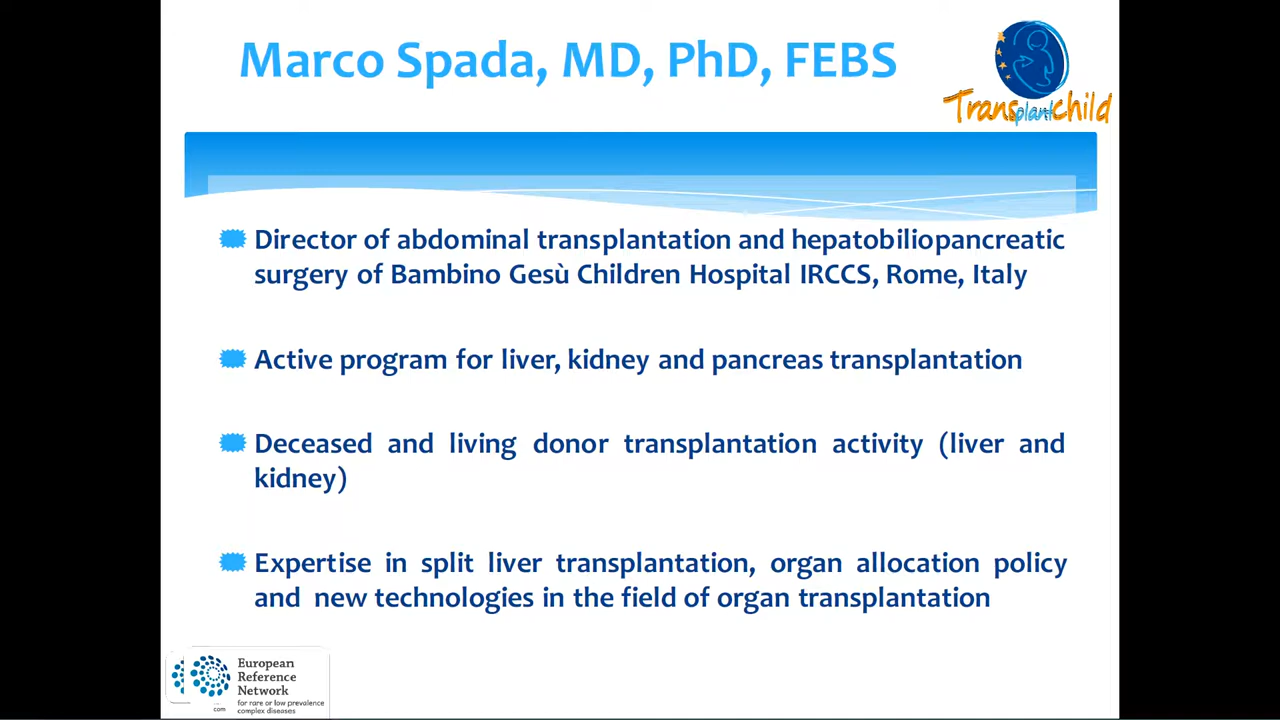 Marco Spada, MD, PhD, FEBS
Transplantchild
Director of abdominal transplantation and hepatobiliopancreatic
surgery of Bambino Gesù Children Hospital IRCCS, Rome, Italy
Active program for liver, kidney and pancreas transplantation
Deceased and living donor transplantation activity (liver and
kidney)
Expertise in split liver transplantation, organ allocation policy
and new technologies in the field of organ transplantation
European
Reference
Network
for rare or low prevalence
complex diseases
com